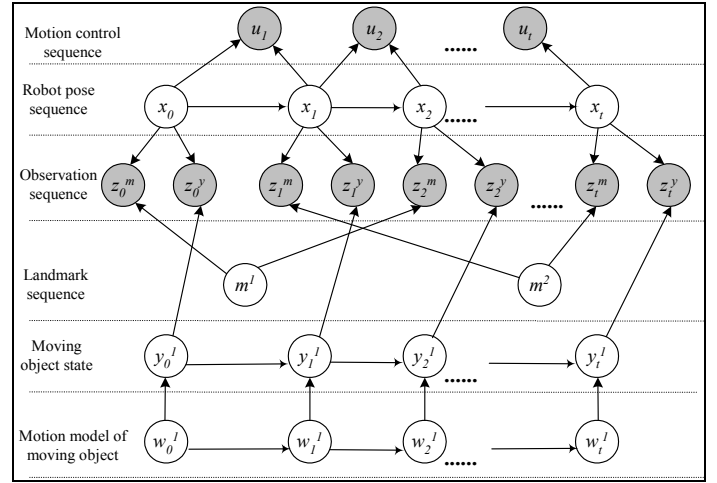 Motion control
sequence
u1 u2 ...... ut
Robot pose
sequence
x0 x1 x2 ...... xt
Observation
sequence
z0m z0y z1m z1y z2m z2y ...... ztm zty
Landmark
sequence
m1 m2
Moving
object state
y01 y11 y21 ...... yt1
Motion model of
moving object
w01 w11 w21 ...... wt1